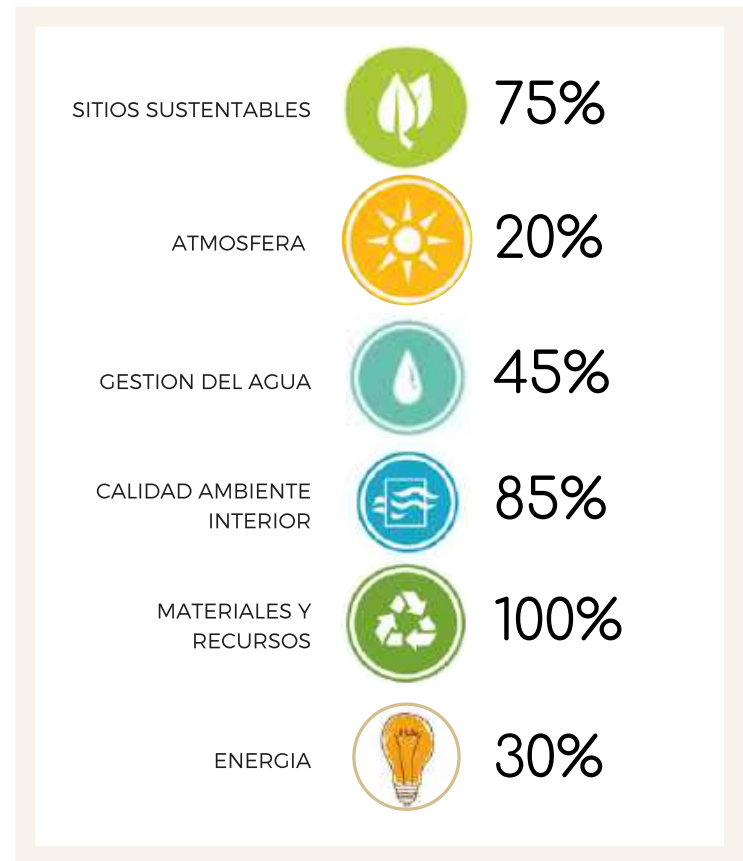 SITIOS SUSTENTABLES
75%
ATMOSFERA
20%
GESTION DEL AGUA
45%
CALIDAD AMBIENTE
INTERIOR
85%
MATERIALES Y
RECURSOS
100%
ENERGIA
30%